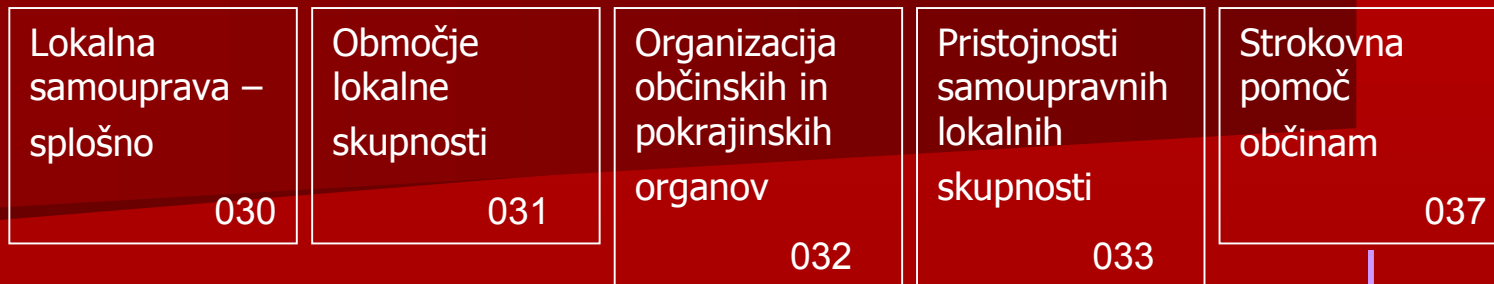 Lokalna
samouprava –
splošno
030
Območje
lokalne
skupnosti
031
Organizacija
občinskih in
pokrajinskih
organov
032
Pristojnosti
samoupravnih
lokalnih
skupnosti
033
Strokovna
pomoč
občinam
037